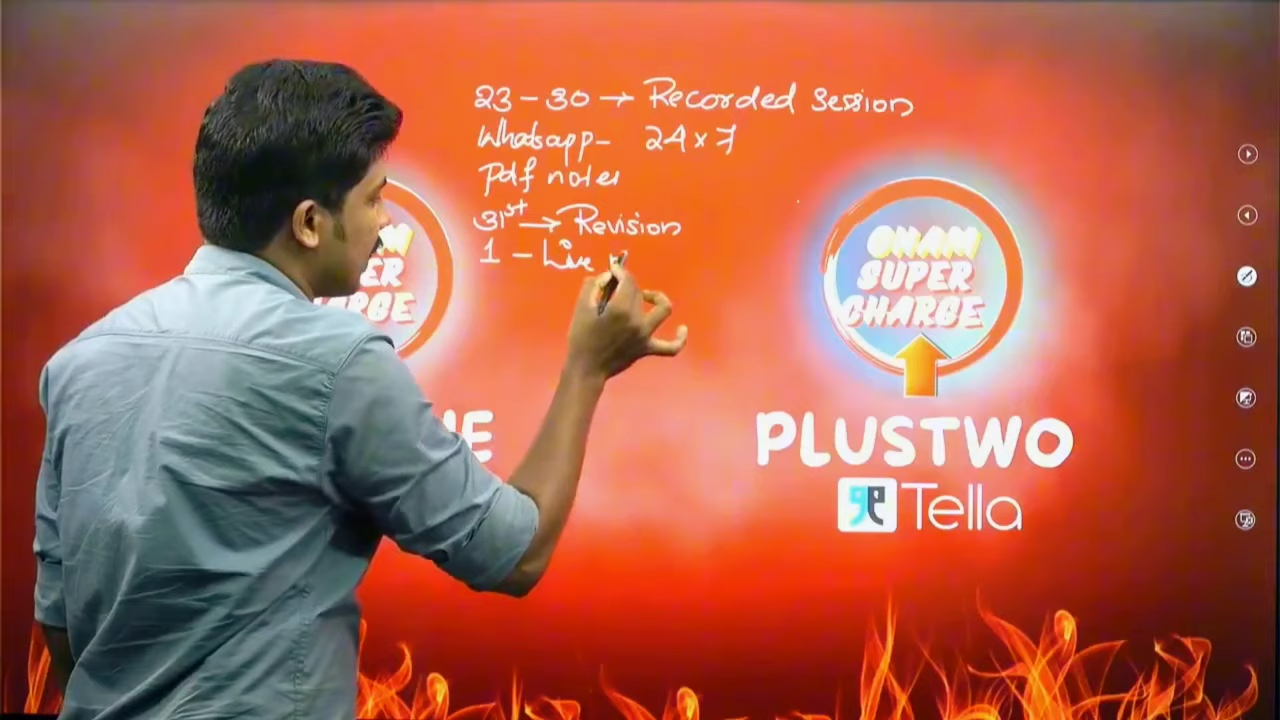 23 - 30 → Recorded Session
Whatsapp- 24 x 7
Pdf notes
31st → Revision
1 - Live
ONAM
SUPER
CHARGE
PLUSTWO
Tella